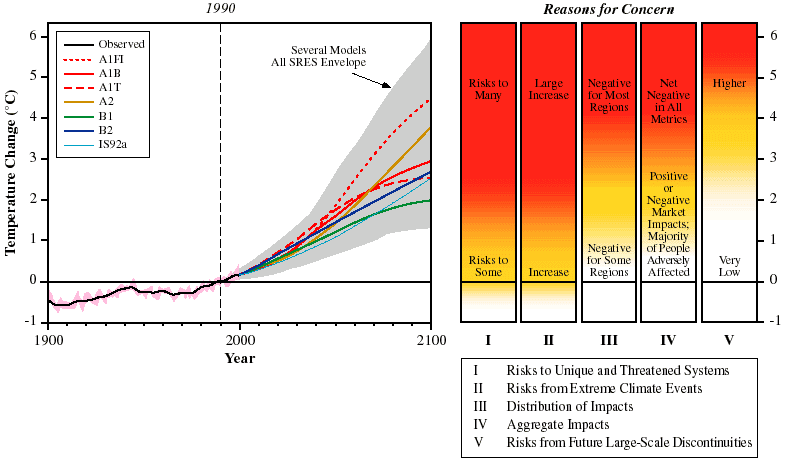 1990
Reasons for Concern
Temperature Change (°C)
6
5
4
3
2
1
0
-1
Observed
A1FI
A1B
A1T
A2
B1
B2
IS92a
Several Models
All SRES Envelope
1900
2000
2100
Year
Risks to
Many
Risks to
Some
Large
Increase
Increase
Negative
for Most
Regions
Negative
for Some
Regions
Net
Negative
in All
Metrics
Positive
or
Negative
Market
Impacts;
Majority
of People
Adversely
Affected
Higher
Very
Low
6
5
4
3
2
1
0
-1
I
II
III
IV
V
I Risks to Unique and Threatened Systems
II Risks from Extreme Climate Events
III Distribution of Impacts
IV Aggregate Impacts
V Risks from Future Large-Scale Discontinuities